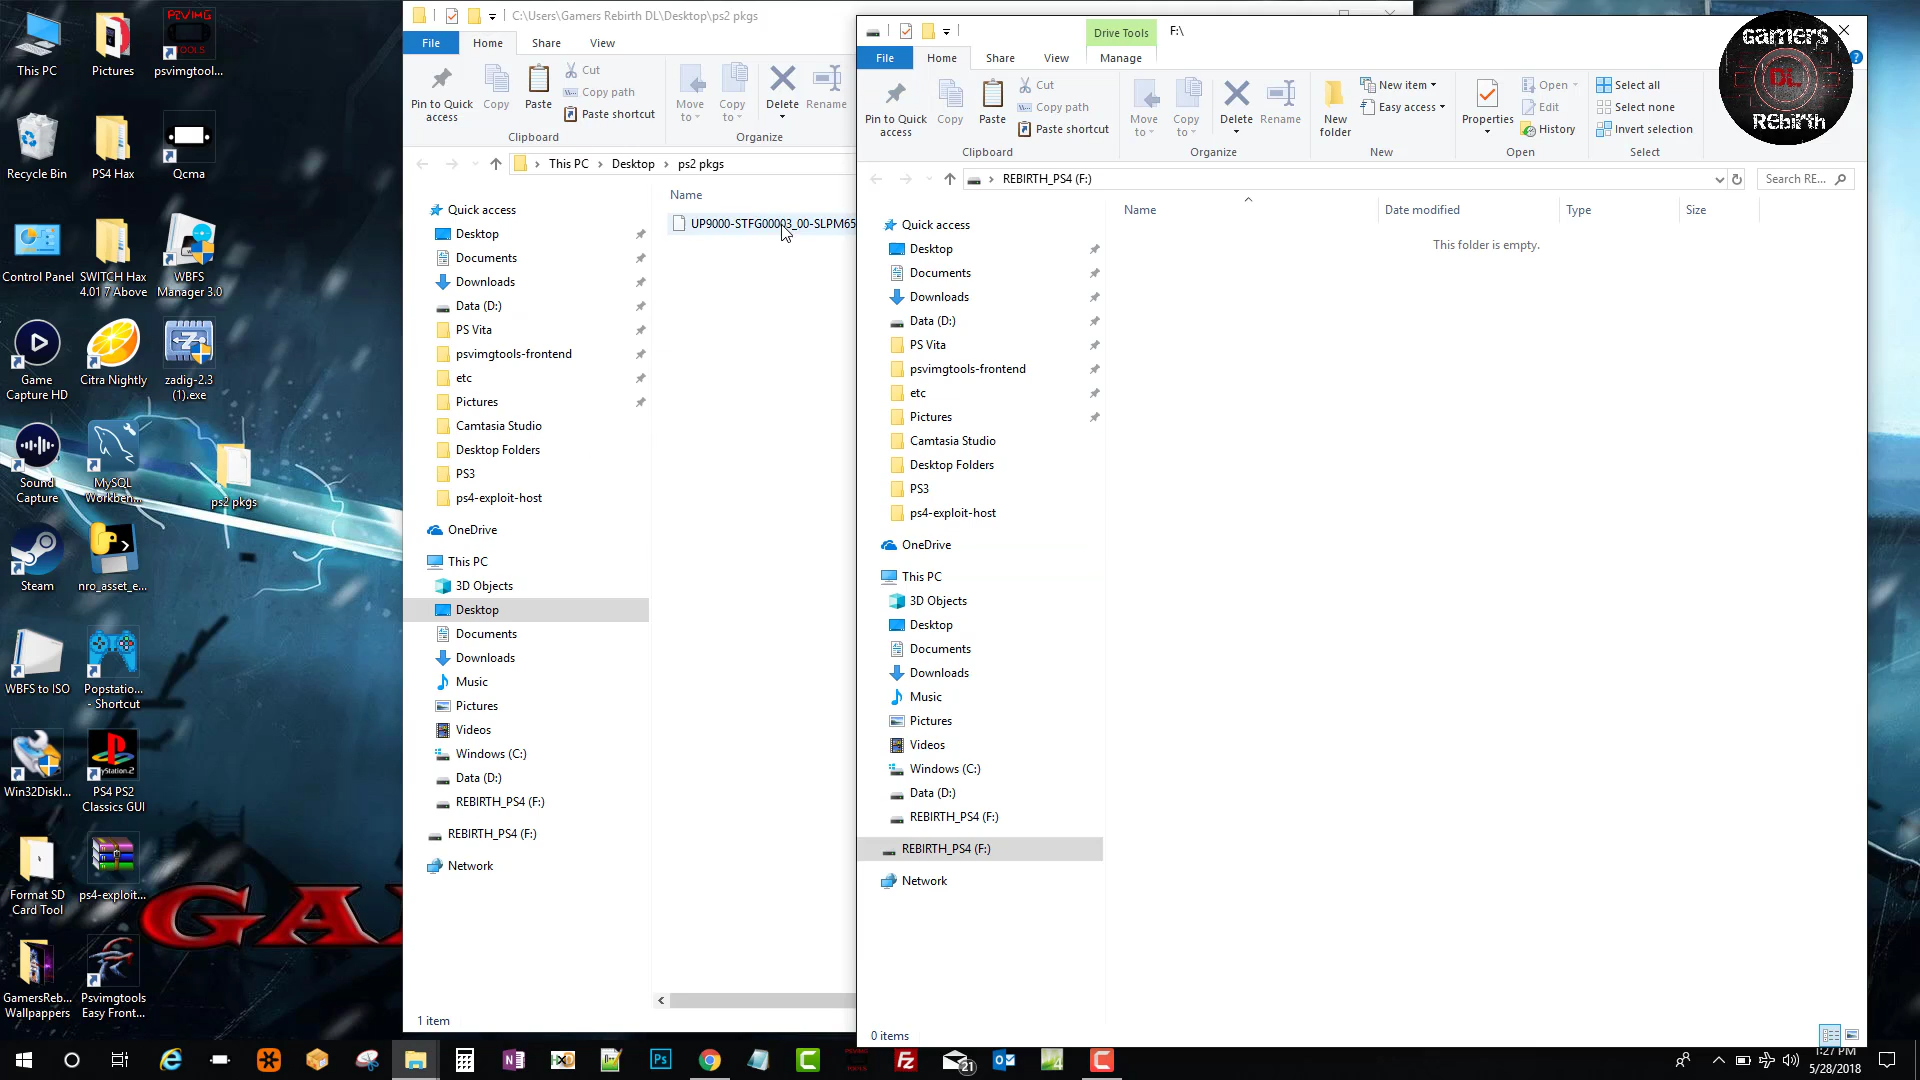 This PC
Pictures
psvimgtool...
Recycle Bin
PS4 Hax
Qcma
Control Panel
SWITCH Hax
4.01 7 Above
WBFS
Manager 3.0
Game
Capture HD
Citra Nightly
zadig-2.3
(1).exe
Sound
Capture
MySQL
Workben...
ps2 pkgs
Steam
nro_asset_e...
WBFS to ISO
Popstatio...
- Shortcut
Win32DiskI...
PS4 PS2
Classics GUI
Format SD
Card Tool
ps4-exploit...
GamersReb...
Wallpappers
Psvimgtools
Easy Front...
C:\Users\Gamers Rebirth DL\Desktop\ps2 pkgs
File
Home
Share
View
Pin to Quick
access
Copy
Paste
Cut
Copy path
Paste shortcut
Move
to
Copy
to
Delete
Rename
Clipboard
Organize
This PC
Desktop
ps2 pkgs
Name
UP9000-STFG00003_00-SLPM65
Quick access
Desktop
Documents
Downloads
Data (D:)
PS Vita
psvimgtools-frontend
etc
Pictures
Camtasia Studio
Desktop Folders
PS3
ps4-exploit-host
OneDrive
This PC
3D Objects
Desktop
Documents
Downloads
Music
Pictures
Videos
Windows (C:)
Data (D:)
REBIRTH_PS4 (F:)
REBIRTH_PS4 (F:)
Network
1 item
Drive Tools
F:\
File
Home
Share
View
Manage
Pin to Quick
access
Copy
Paste
Cut
Copy path
Paste shortcut
Move
to
Copy
to
Delete
Rename
New
folder
New item
Easy access
Properties
Open
Edit
History
Select all
Select none
Invert selection
Clipboard
Organize
New
Open
Select
REBIRTH_PS4 (F:)
Search RE...
Name
Date modified
Type
Size
This folder is empty.
Quick access
Desktop
Documents
Downloads
Data (D:)
PS Vita
psvimgtools-frontend
etc
Pictures
Camtasia Studio
Desktop Folders
PS3
ps4-exploit-host
OneDrive
This PC
3D Objects
Desktop
Documents
Downloads
Music
Pictures
Videos
Windows (C:)
Data (D:)
REBIRTH_PS4 (F:)
REBIRTH_PS4 (F:)
Network
0 items
Gamers
DL
REbirth
GA
21
1:27 PM
5/28/2018